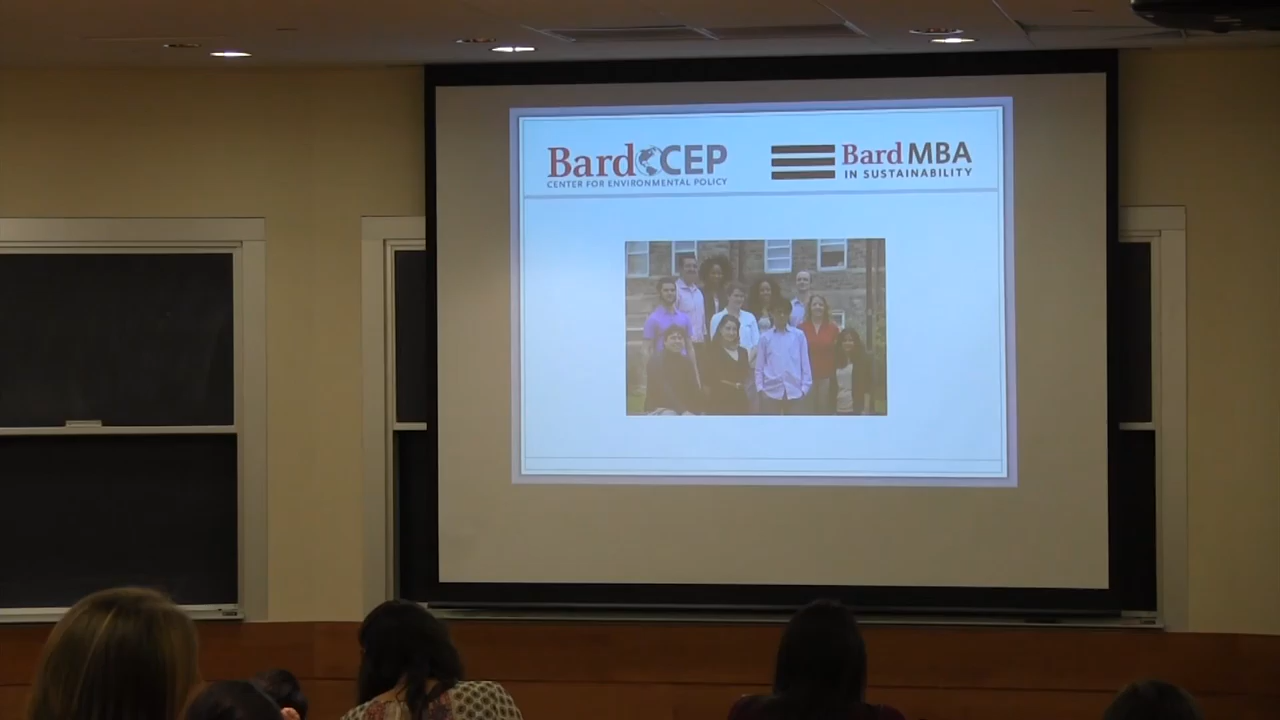 Bard CEP
CENTER FOR ENVIRONMENTAL POLICY
Bard MBA
IN SUSTAINABILITY